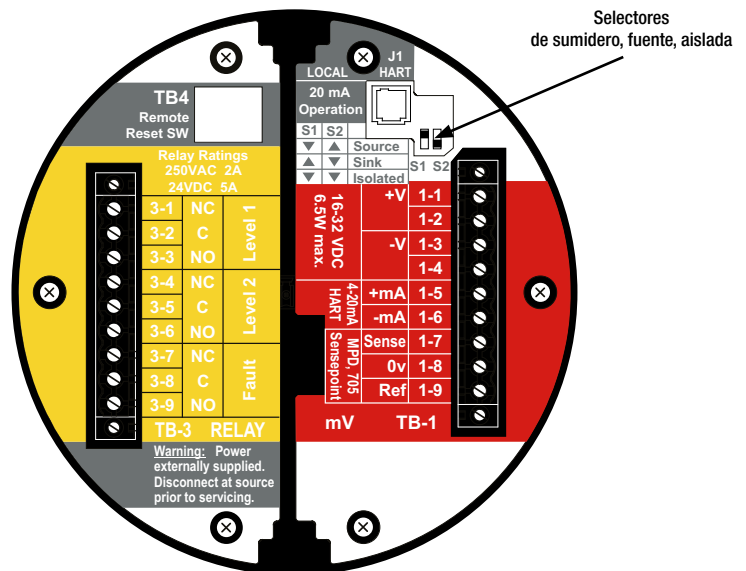 Selectores
de sumidero, fuente, aislada
J1
LOCAL HART
TB4
Remote
Reset SW
20 mA
Operation
S1 S2
▼ ▲ Source
▲ ▼ Sink
▼ ▼ Isolated
S1 S2
Relay Ratings
250VAC 2A
24VDC 5A
3-1 NC
3-2 C
3-3 NO
Level 1
3-4 NC
3-5 C
3-6 NO
Level 2
3-7 NC
3-8 C
3-9 NO
Fault
TB-3 RELAY
Warning: Power
externally supplied.
Disconnect at source
prior to servicing.
16-32 VDC
6.5W max.
+V 1-1
1-2
-V 1-3
1-4
4-20mA
HART
+mA 1-5
-mA 1-6
MPD, 705
Sensepoint
Sense 1-7
0v 1-8
Ref 1-9
mV TB-1